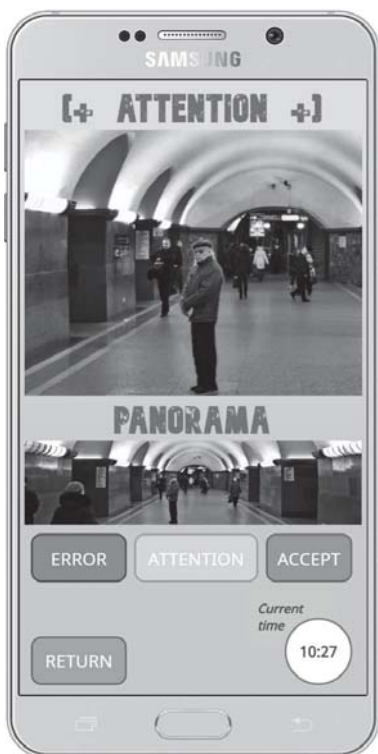 SAMSUNG
[+ ATTENTION +]
PANORAMA
ERROR
ATTENTION
ACCEPT
Current
time
10:27
RETURN